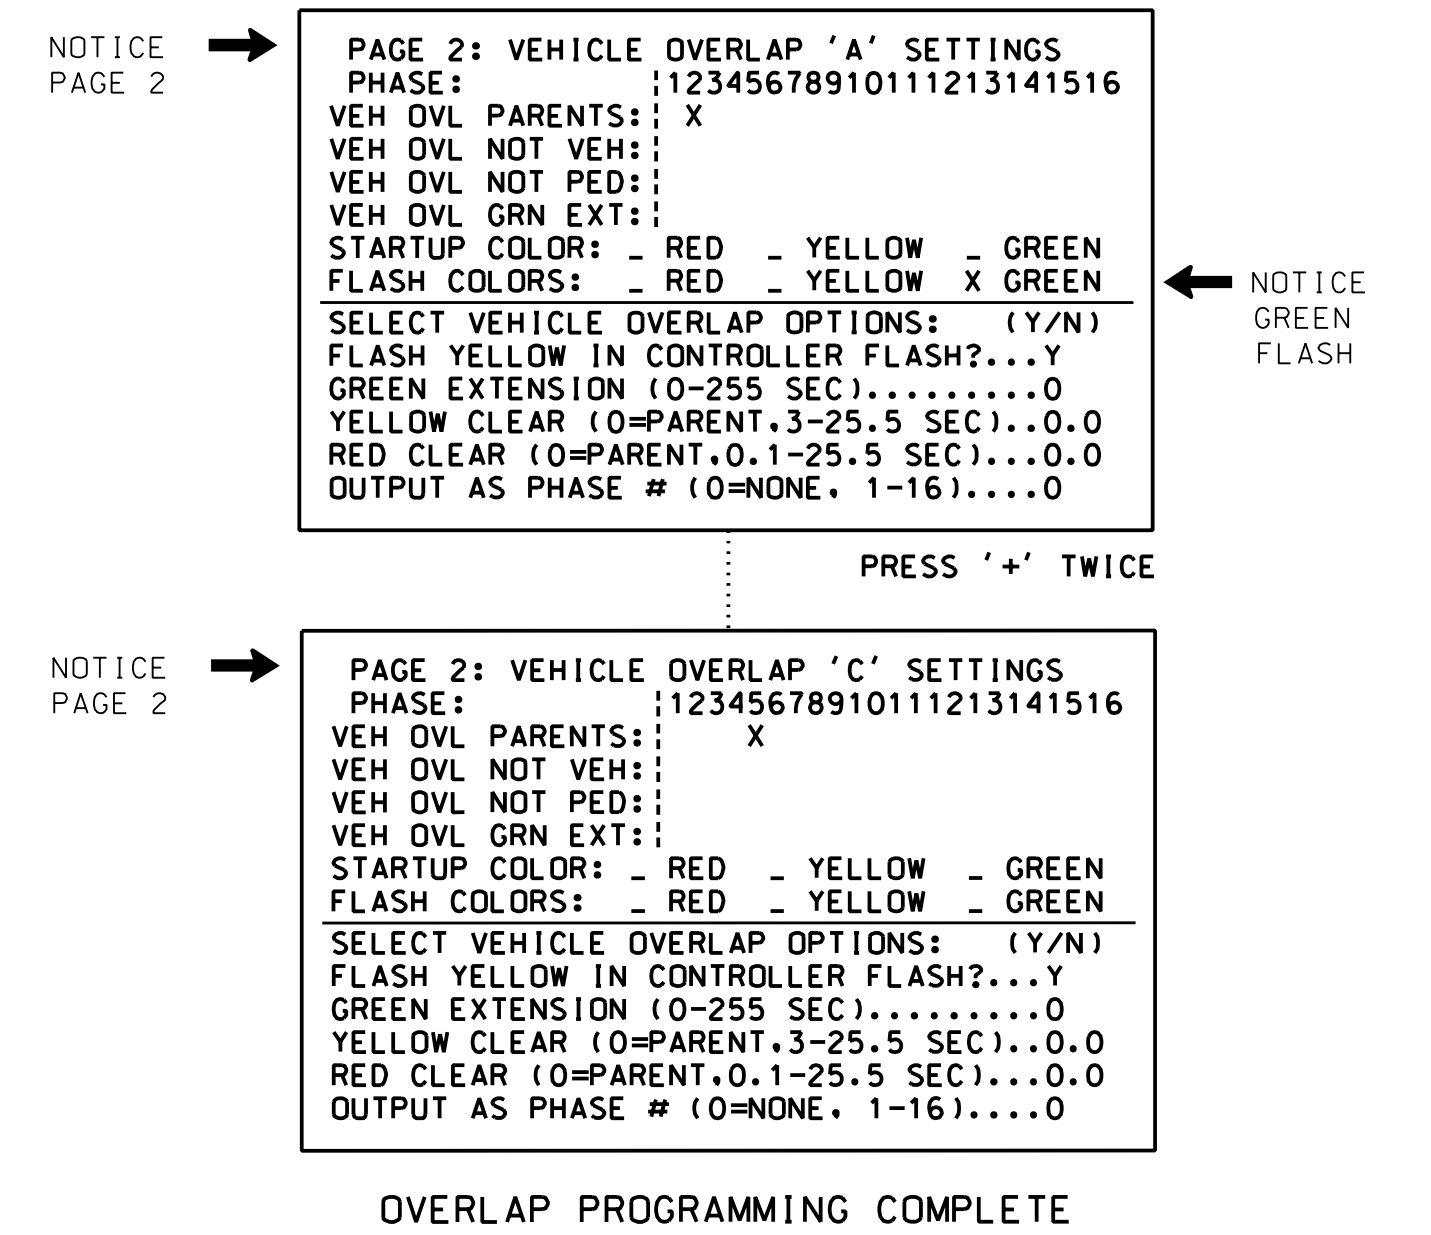 NOTICE
PAGE 2
PAGE 2: VEHICLE OVERLAP 'A' SETTINGS
PHASE: ¦12345678910111213141516
VEH OVL PARENTS:¦ X
VEH OVL NOT VEH:¦
VEH OVL NOT PED:¦
VEH OVL GRN EXT:¦
STARTUP COLOR: _ RED _ YELLOW _ GREEN
FLASH COLORS: _ RED _ YELLOW X GREEN
NOTICE
GREEN
FLASH
SELECT VEHICLE OVERLAP OPTIONS: (Y/N)
FLASH YELLOW IN CONTROLLER FLASH?...Y
GREEN EXTENSION (0-255 SEC).........0
YELLOW CLEAR (0=PARENT,3-25.5 SEC)..0.0
RED CLEAR (0=PARENT,0.1-25.5 SEC)...0.0
OUTPUT AS PHASE # (0=NONE, 1-16)....0
PRESS '+' TWICE
NOTICE
PAGE 2
PAGE 2: VEHICLE OVERLAP 'C' SETTINGS
PHASE: ¦12345678910111213141516
VEH OVL PARENTS:¦ X
VEH OVL NOT VEH:¦
VEH OVL NOT PED:¦
VEH OVL GRN EXT:¦
STARTUP COLOR: _ RED _ YELLOW _ GREEN
FLASH COLORS: _ RED _ YELLOW _ GREEN
SELECT VEHICLE OVERLAP OPTIONS: (Y/N)
FLASH YELLOW IN CONTROLLER FLASH?...Y
GREEN EXTENSION (0-255 SEC).........0
YELLOW CLEAR (0=PARENT,3-25.5 SEC)..0.0
RED CLEAR (0=PARENT,0.1-25.5 SEC)...0.0
OUTPUT AS PHASE # (0=NONE, 1-16)....0
OVERLAP PROGRAMMING COMPLETE